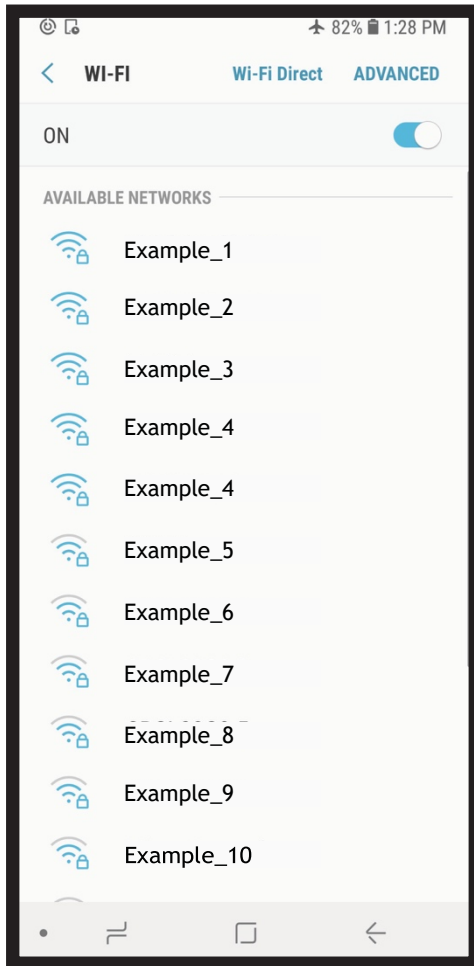 82% 1:28 PM
WI-FI Wi-Fi Direct ADVANCED
ON
AVAILABLE NETWORKS
Example_1
Example_2
Example_3
Example_4
Example_4
Example_5
Example_6
Example_7
Example_8
Example_9
Example_10